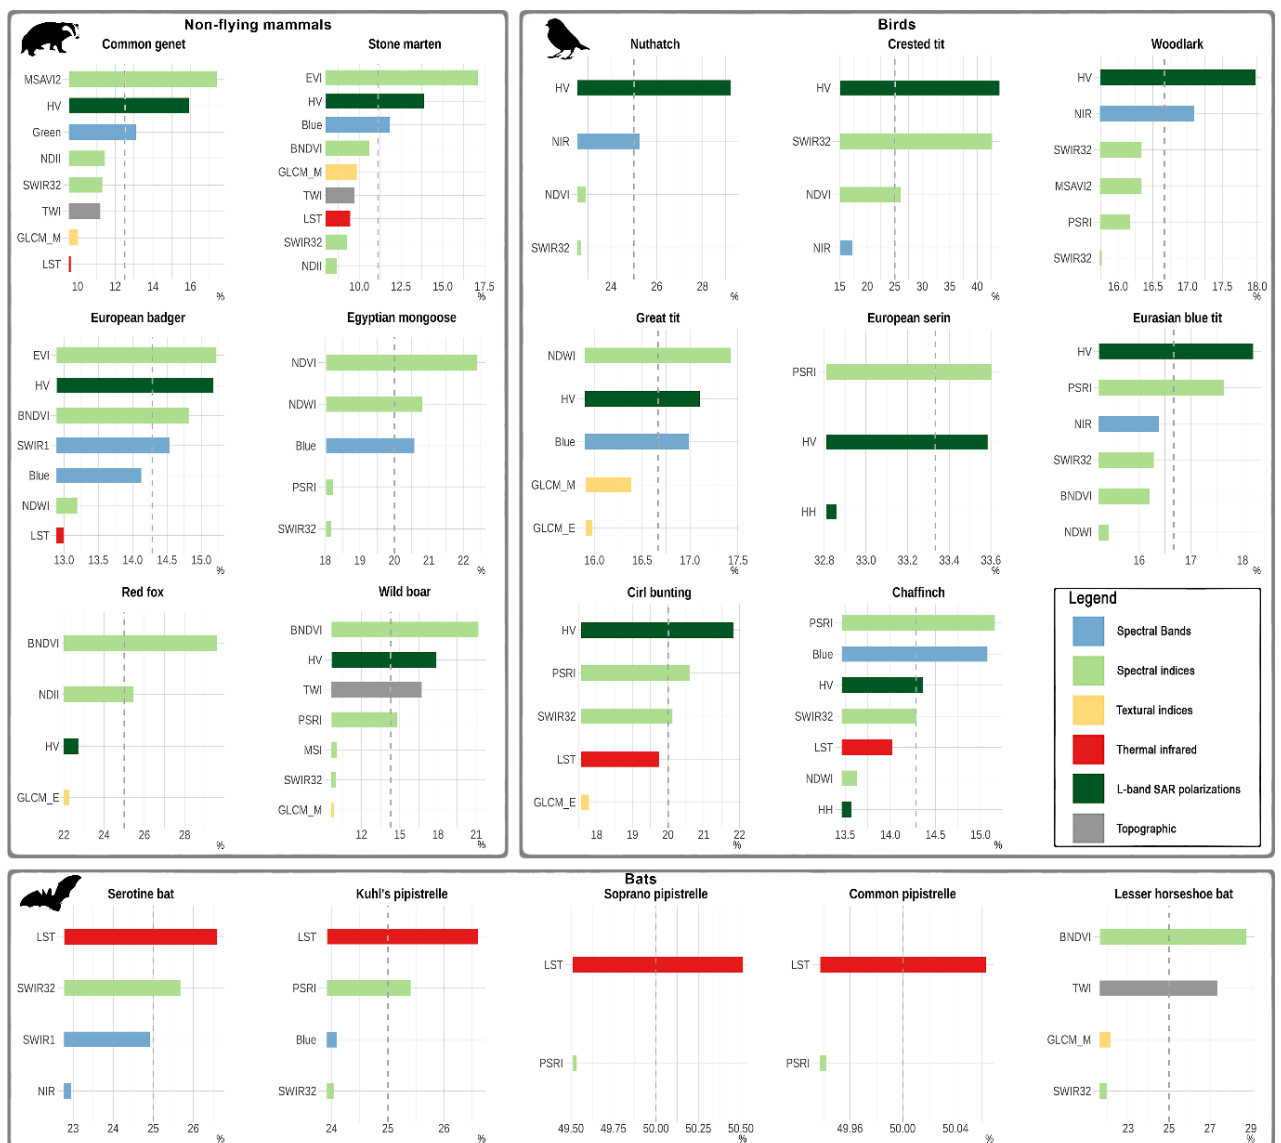 Non-flying mammals
Common genet
MSAVI2
HV
Green
NDII
SWIR32
TWI
GLCM_M
LST
10 12 14 16
%
Stone marten
EVI
HV
Blue
BNDVI
GLCM_M
TWI
LST
SWIR32
NDII
10.0 12.5 15.0 17.5
%
European badger
EVI
HV
BNDVI
SWIR1
Blue
NDWI
LST
13.0 13.5 14.0 14.5 15.0
%
Egyptian mongoose
NDVI
NDWI
Blue
PSRI
SWIR32
18 19 20 21 22
%
Red fox
BNDVI
NDII
HV
GLCM_E
22 24 26 28
%
Wild boar
BNDVI
HV
TWI
PSRI
MSI
SWIR32
GLCM_M
12 15 18 21
%
Birds
Nuthatch
HV
NIR
NDVI
SWIR32
24 26 28
%
Crested tit
HV
SWIR32
NDVI
NIR
15 25 35 45
%
Woodlark
HV
NIR
SWIR32
MSAVI2
PSRI
SWIR32
16.0 16.5 17.0 17.5 18.0
%
Great tit
NDWI
HV
Blue
GLCM_M
GLCM_E
16.0 16.5 17.0 17.5
%
European serin
PSRI
HV
HH
32.8 33.0 33.2 33.4 33.6
%
Eurasian blue tit
HV
PSRI
NIR
SWIR32
BNDVI
NDWI
16 17 18
%
Cirl bunting
HV
PSRI
SWIR32
LST
GLCM_E
18 19 20 21 22
%
Chaffinch
PSRI
Blue
HV
SWIR32
LST
NDWI
HH
13.5 14.0 14.5 15.0
%
Legend
Spectral Bands
Spectral indices
Textural indices
Thermal infrared
L-band SAR polarizations
Topographic
Bats
Serotine bat
LST
SWIR32
SWIR1
NIR
23 24 25 26
%
Kuhl's pipistrelle
LST
PSRI
Blue
SWIR32
24 25 26
%
Soprano pipistrelle
LST
PSRI
49.50 49.75 50.00 50.25 50.50
%
Common pipistrelle
LST
PSRI
49.96 50.00 50.04
%
Lesser horseshoe bat
BNDVI
TWI
GLCM_M
SWIR32
23 25 27 29
%